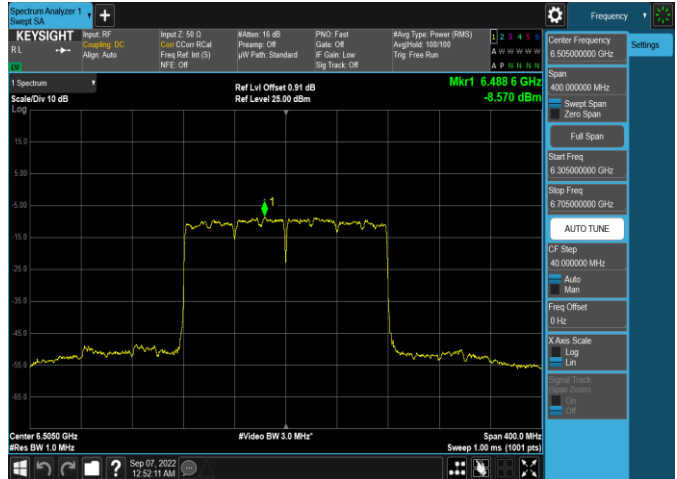 Spectrum Analyzer 1
Swept SA
Frequency
KEYSIGHT
RL
Input: RF
Coupling: DC
Align: Auto
Input Z: 50 Ω
Corr CCorr RCal
Freq Ref: Int (S)
NFE: Off
#Atten: 16 dB
Preamp: Off
µW Path: Standard
PNO: Fast
Gate: Off
IF Gain: Low
Sig Track: Off
#Avg Type: Power (RMS)
Avg|Hold: 100/100
Trig: Free Run
1 2 3 4 5 6
A W W W W W
A P N N N N
1 Spectrum
Scale/Div 10 dB
Log
Ref Lvl Offset 0.91 dB
Ref Level 25.00 dBm
Mkr1 6.488 6 GHz
-8.570 dBm
15.0
5.00
-5.00
-15.0
-25.0
-35.0
-45.0
-55.0
-65.0
1
Center 6.5050 GHz
#Res BW 1.0 MHz
#Video BW 3.0 MHz*
Span 400.0 MHz
Sweep 1.00 ms (1001 pts)
Settings
Center Frequency
6.505000000 GHz
Span
400.000000 MHz
Swept Span
Zero Span
Full Span
Start Freq
6.305000000 GHz
Stop Freq
6.705000000 GHz
AUTO TUNE
CF Step
40.000000 MHz
Auto
Man
Freq Offset
0 Hz
X Axis Scale
Log
Lin
Signal Track
(Span Zoom)
On
Off
Sep 07, 2022
12:52:11 AM